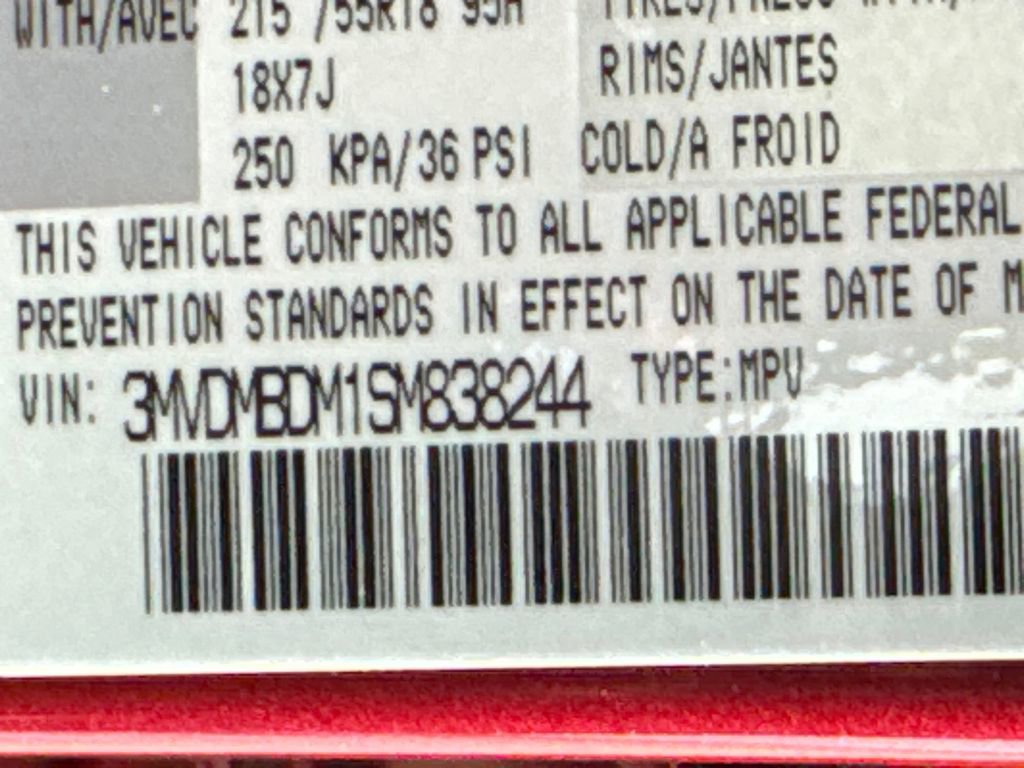 WITH/AVEC 215 /55R18 95H
18X7J RIMS/JANTES
250 KPA/36 PSI COLD/A FROID
THIS VEHICLE CONFORMS TO ALL APPLICABLE FEDERAL
PREVENTION STANDARDS IN EFFECT ON THE DATE OF M
VIN: 3MVDMBDM1SM838244 TYPE:MPV